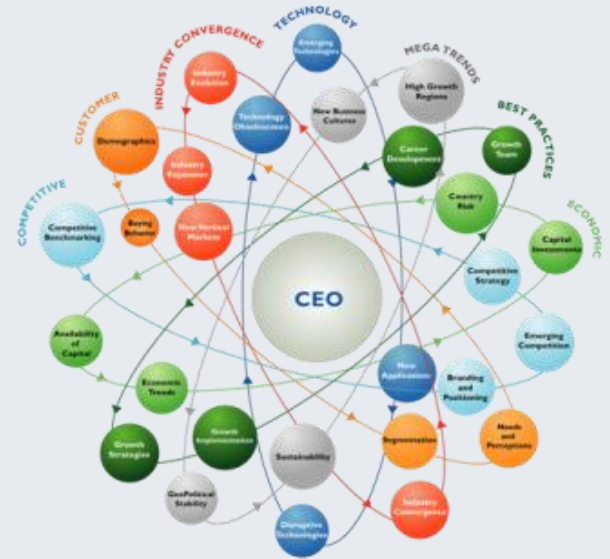 TECHNOLOGY
INDUSTRY CONVERGENCE
MEGA TRENDS
CUSTOMER
BEST PRACTICES
COMPETITIVE
ECONOMIC
Emerging
Technologies
Industry
Evolution
High Growth
Regions
New Business
Cultures
Technology
Obsolescence
Demographics
Career
Development
Growth
Team
Industry
Expansion
Country
Risk
Buying
Behavior
New Vertical
Markets
Competitive
Benchmarking
Capital
Investments
Competitive
Strategy
CEO
Availability
of
Capital
Emerging
Competition
Economic
Trends
New
Applications
Branding
and
Positioning
Growth
Strategies
Growth
Implementation
Segmentation
Needs
and
Perceptions
Sustainability
GeoPolitical
Stability
Industry
Convergence
Disruptive
Technologies